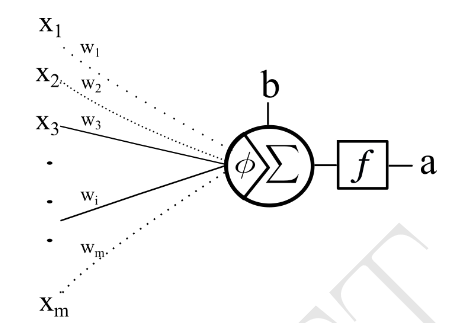 x₁
w₁
x₂ w₂
b
x₃ w₃
ϕ Σ f a
wᵢ
wₘ
xₘ